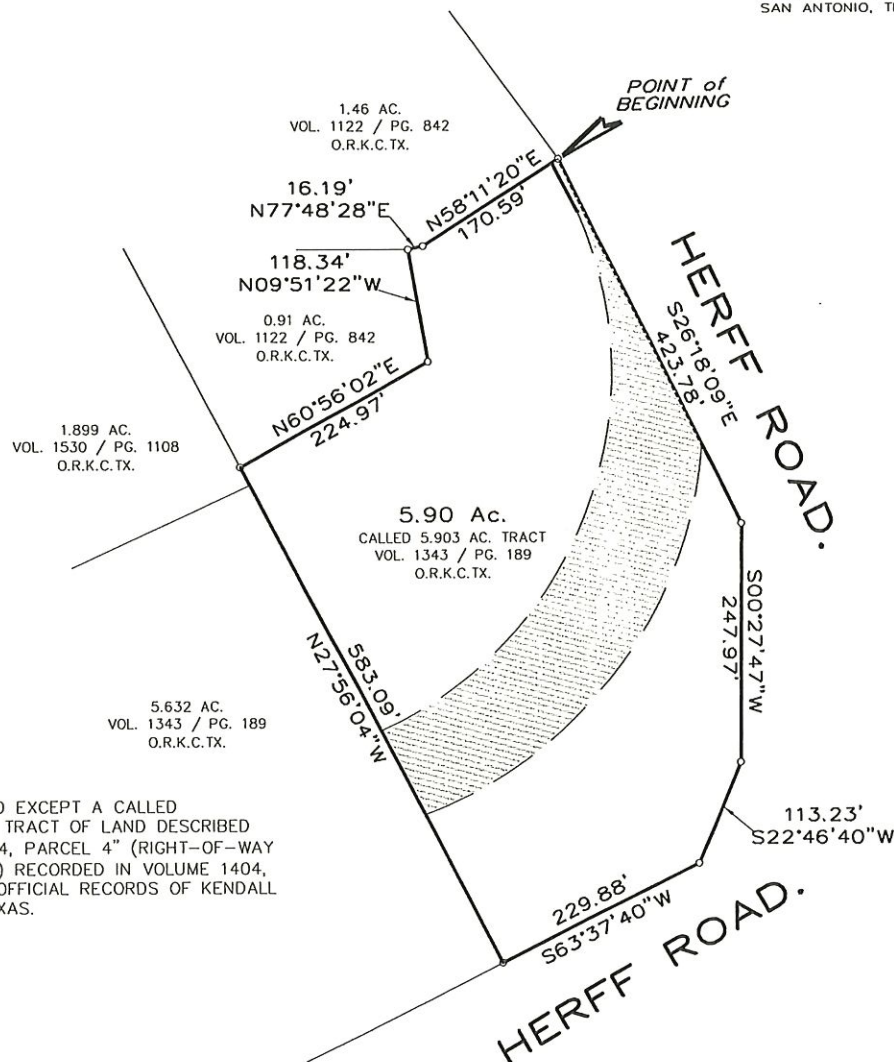 SAN ANTONIO,
POINT of
BEGINNING
1.46 AC.
VOL. 1122 / PG. 842
O.R.K.C.TX.
16.19'
N77°48'28"E
N58°11'20"E
170.59'
118.34'
N09°51'22"W
0.91 AC.
VOL. 1122 / PG. 842
O.R.K.C.TX.
HERFF ROAD.
S26°18'09"E
423.78'
N60°56'02"E
224.97'
1.899 AC.
VOL. 1530 / PG. 1108
O.R.K.C.TX.
5.90 Ac.
CALLED 5.903 AC. TRACT
VOL. 1343 / PG. 189
O.R.K.C.TX.
S00°27'47"W
247.97'
583.09'
N27°56'04"W
5.632 AC.
VOL. 1343 / PG. 189
O.R.K.C.TX.
EXCEPT A CALLED
TRACT OF LAND DESCRIBED
4, PARCEL 4" (RIGHT-OF-WAY
) RECORDED IN VOLUME 1404,
OFFICIAL RECORDS OF KENDALL
XAS.
113.23'
S22°46'40"W
229.88'
S63°37'40"W
HERFF ROAD.